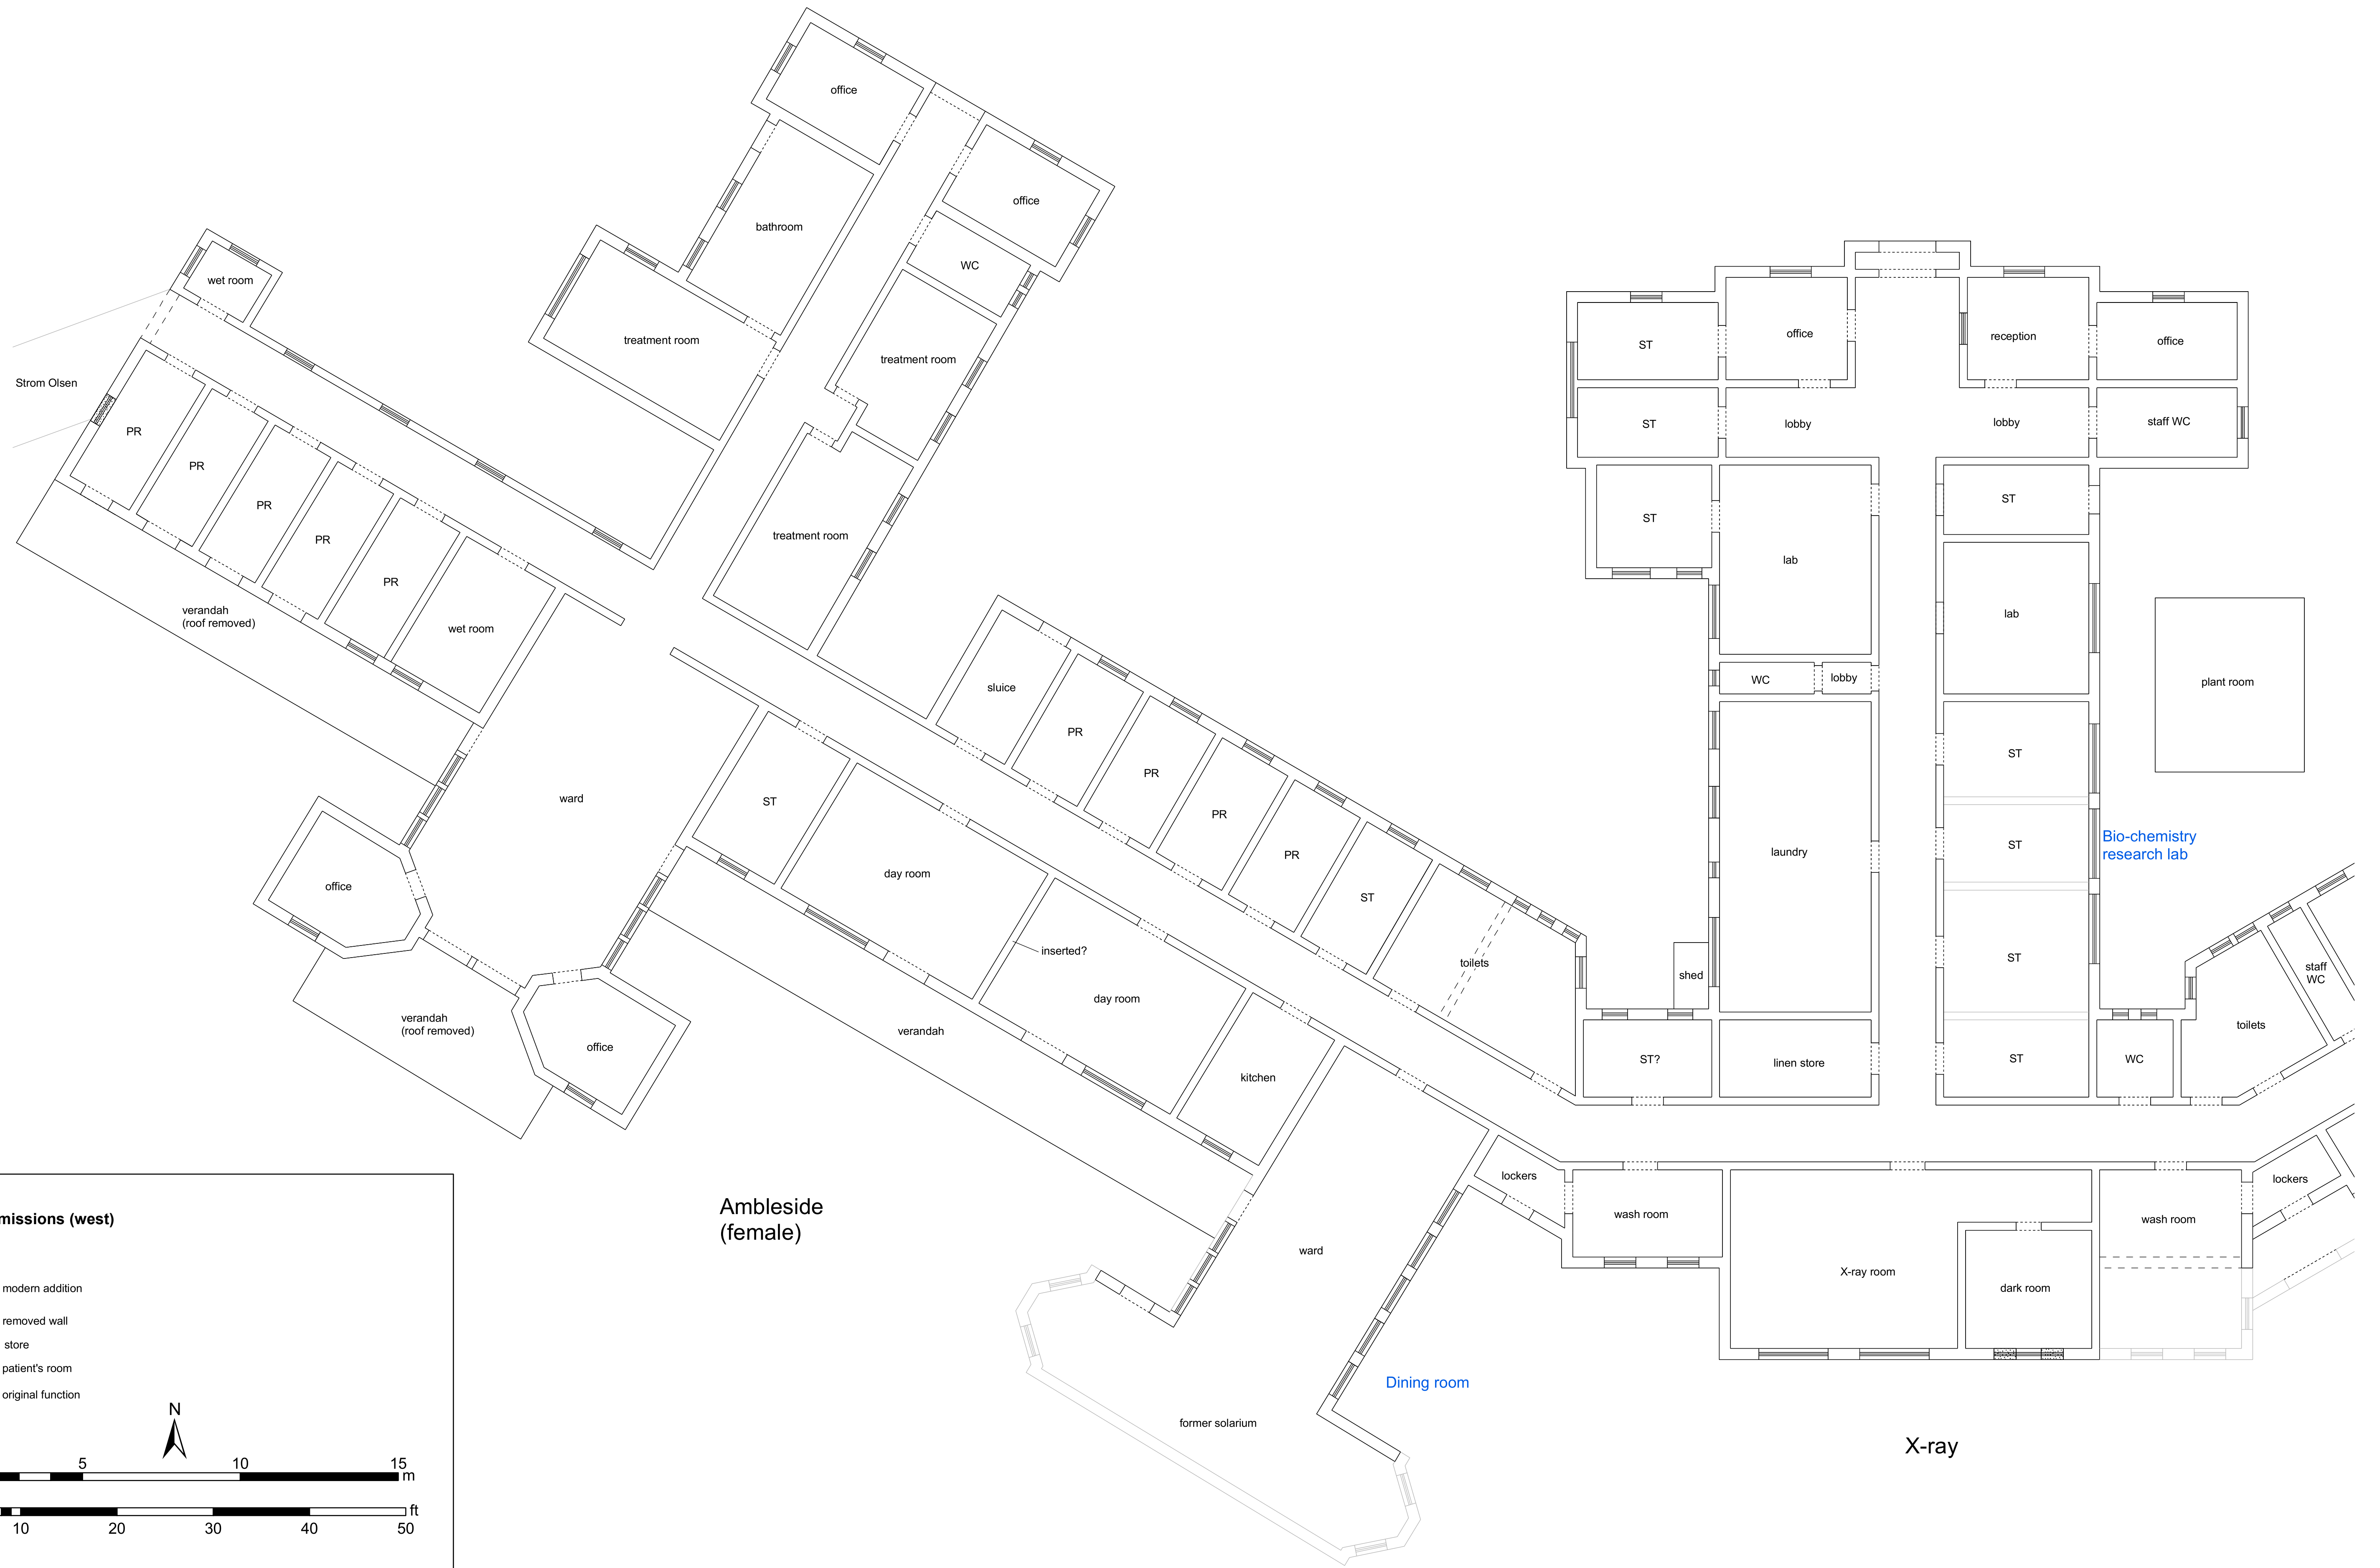 office
office
bathroom
WC
wet room
treatment room
treatment room
Strom Olsen
PR
PR
PR
PR
PR
treatment room
verandah
(roof removed)
wet room
sluice
PR
PR
PR
PR
ST
toilets
ward
ST
day room
inserted?
day room
kitchen
office
verandah
(roof removed)
office
verandah
ward
former solarium
Ambleside
(female)
Dining room
ST
office
reception
office
ST
lobby
lobby
staff WC
ST
ST
lab
lab
WC
lobby
plant room
ST
laundry
ST
Bio-chemistry
research lab
shed
ST
staff
WC
toilets
ST?
linen store
ST
WC
lockers
wash room
X-ray room
dark room
wash room
lockers
X-ray
missions (west)
modern addition
removed wall
store
patient's room
original function
N
5
10
15
m
ft
10
20
30
40
50